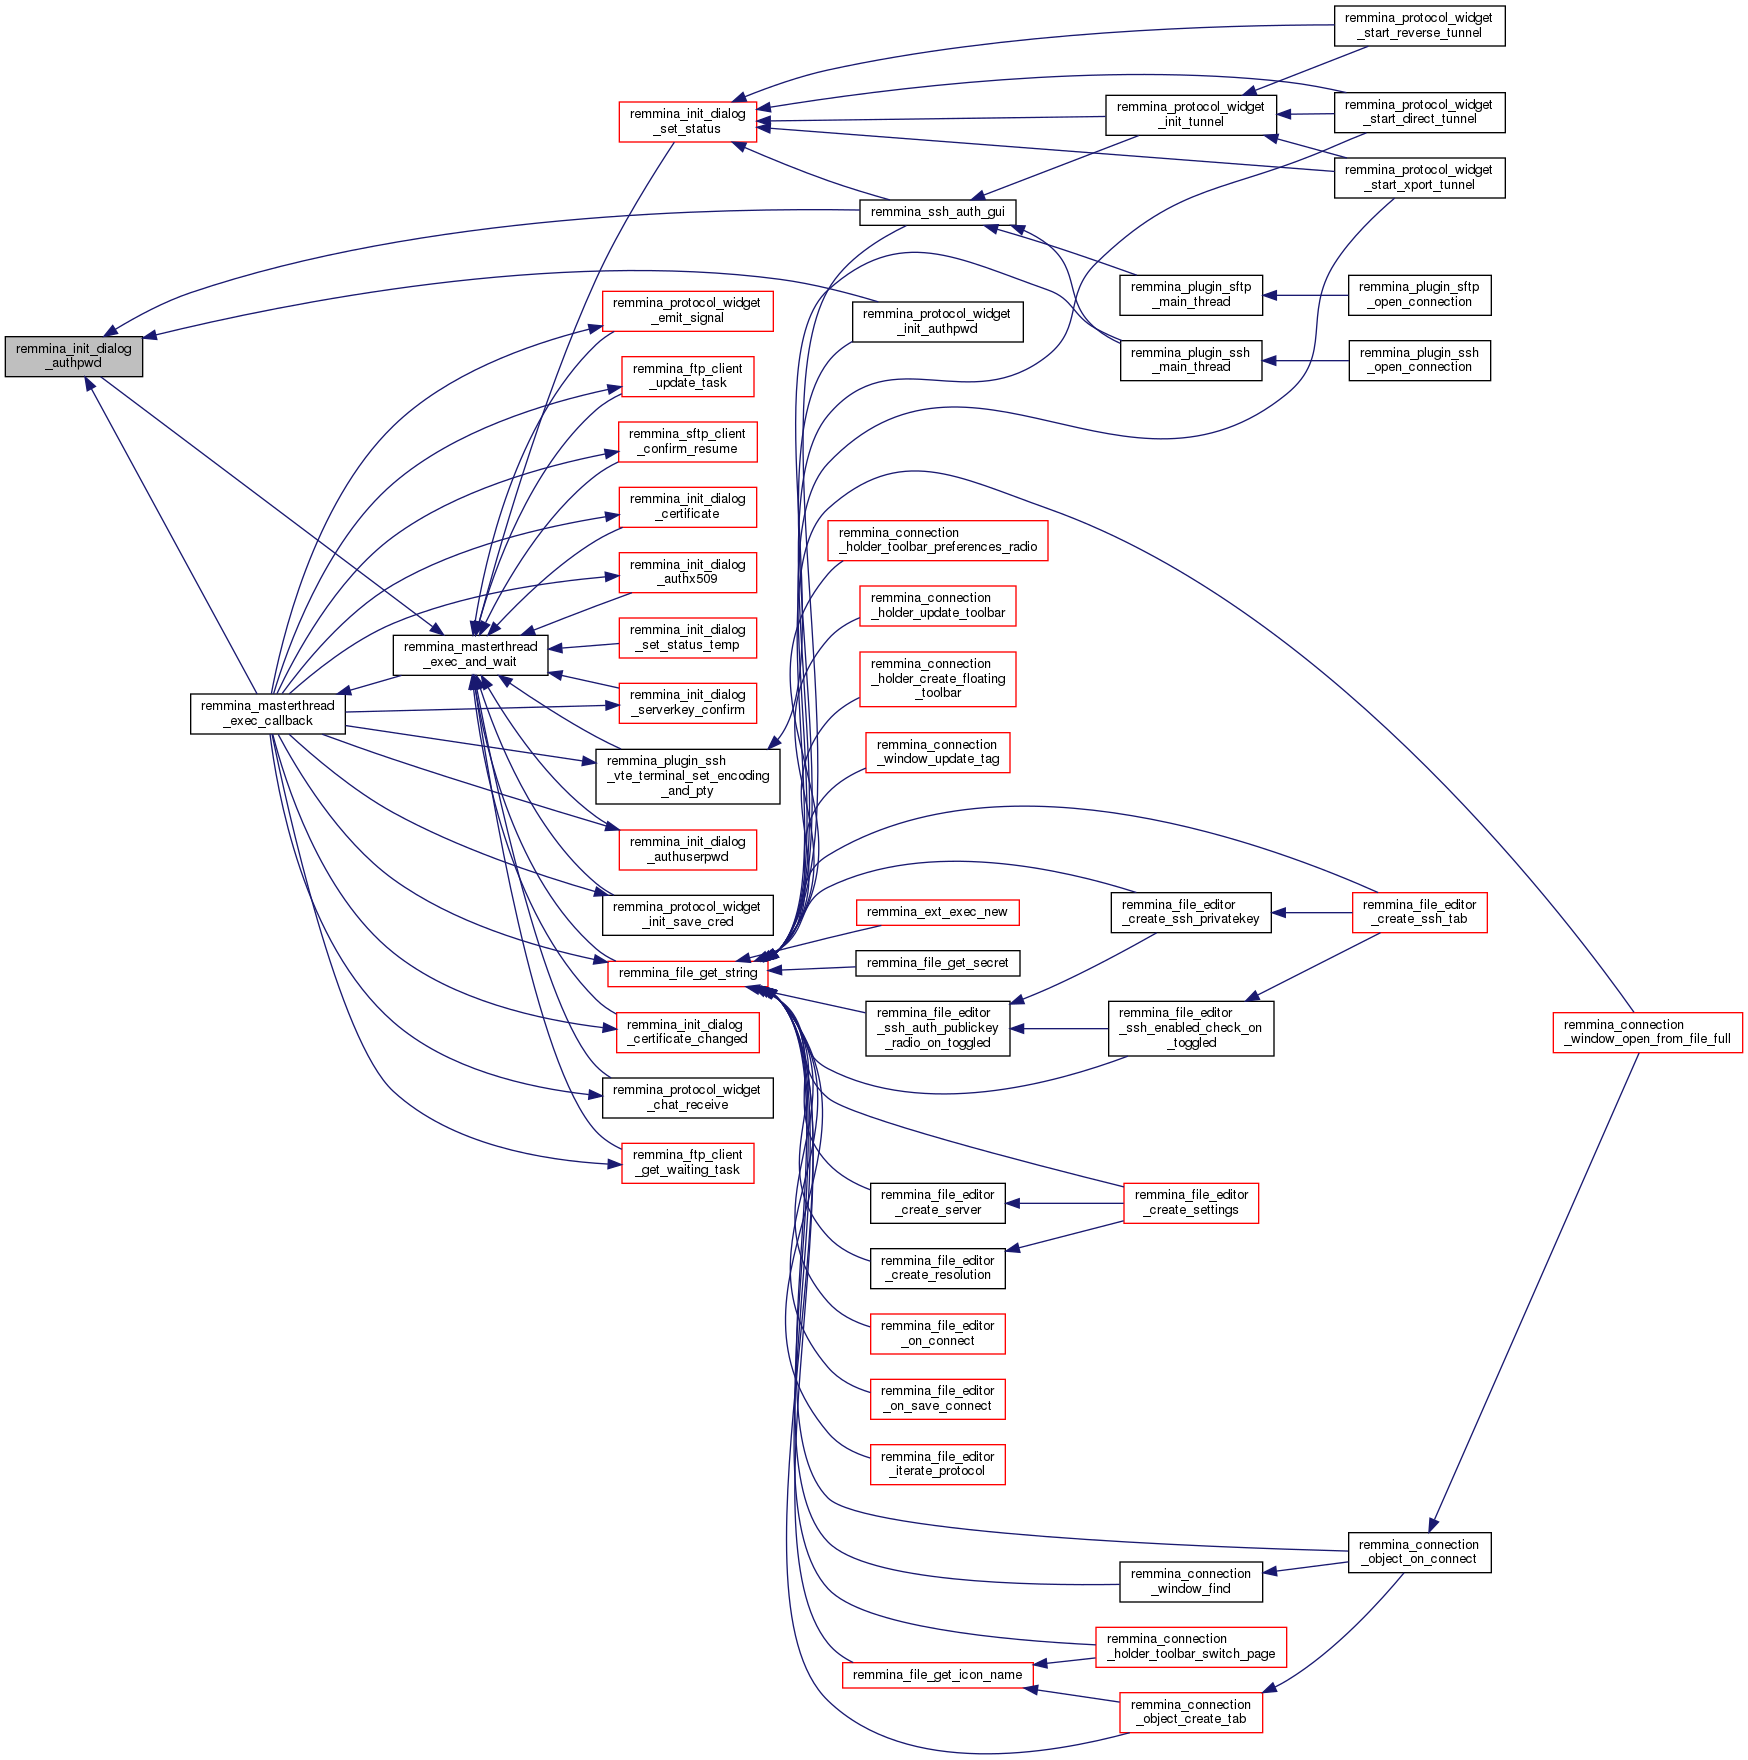 remmina_protocol_widget
_start_reverse_tunnel
remmina_init_dialog
_set_status
remmina_protocol_widget
_init_tunnel
remmina_protocol_widget
_start_direct_tunnel
remmina_protocol_widget
_start_xport_tunnel
remmina_ssh_auth_gui
remmina_plugin_sftp
_main_thread
remmina_plugin_sftp
_open_connection
remmina_protocol_widget
_emit_signal
remmina_protocol_widget
_init_authpwd
remmina_init_dialog
_authpwd
remmina_plugin_ssh
_main_thread
remmina_plugin_ssh
_open_connection
remmina_ftp_client
_update_task
remmina_sftp_client
_confirm_resume
remmina_init_dialog
_certificate
remmina_connection
_holder_toolbar_preferences_radio
remmina_init_dialog
_authx509
remmina_connection
_holder_update_toolbar
remmina_masterthread
_exec_and_wait
remmina_init_dialog
_set_status_temp
remmina_connection
_holder_create_floating
_toolbar
remmina_masterthread
_exec_callback
remmina_init_dialog
_serverkey_confirm
remmina_connection
_window_update_tag
remmina_plugin_ssh
_vte_terminal_set_encoding
_and_pty
remmina_init_dialog
_authuserpwd
remmina_protocol_widget
_init_save_cred
remmina_ext_exec_new
remmina_file_editor
_create_ssh_privatekey
remmina_file_editor
_create_ssh_tab
remmina_file_get_string
remmina_file_get_secret
remmina_init_dialog
_certificate_changed
remmina_file_editor
_ssh_auth_publickey
_radio_on_toggled
remmina_file_editor
_ssh_enabled_check_on
_toggled
remmina_connection
_window_open_from_file_full
remmina_protocol_widget
_chat_receive
remmina_ftp_client
_get_waiting_task
remmina_file_editor
_create_server
remmina_file_editor
_create_settings
remmina_file_editor
_create_resolution
remmina_file_editor
_on_connect
remmina_file_editor
_on_save_connect
remmina_file_editor
_iterate_protocol
remmina_connection
_object_on_connect
remmina_connection
_window_find
remmina_connection
_holder_toolbar_switch_page
remmina_file_get_icon_name
remmina_connection
_object_create_tab